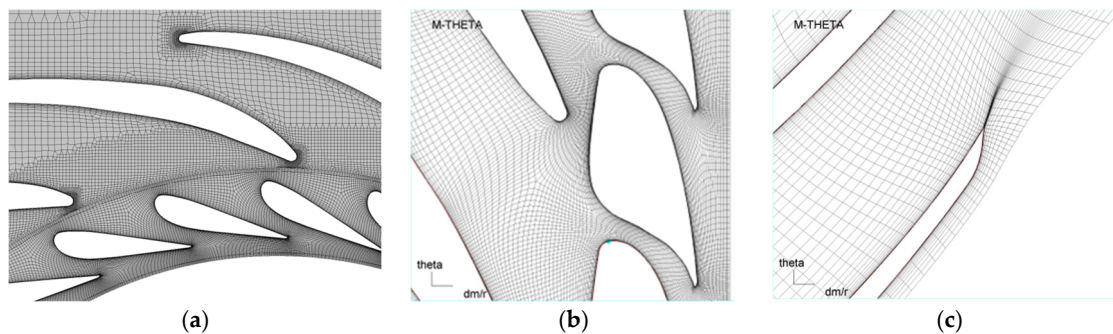 M-THETA
M-THETA
theta
dm/r
theta
dm/r
(a)
(b)
(c)